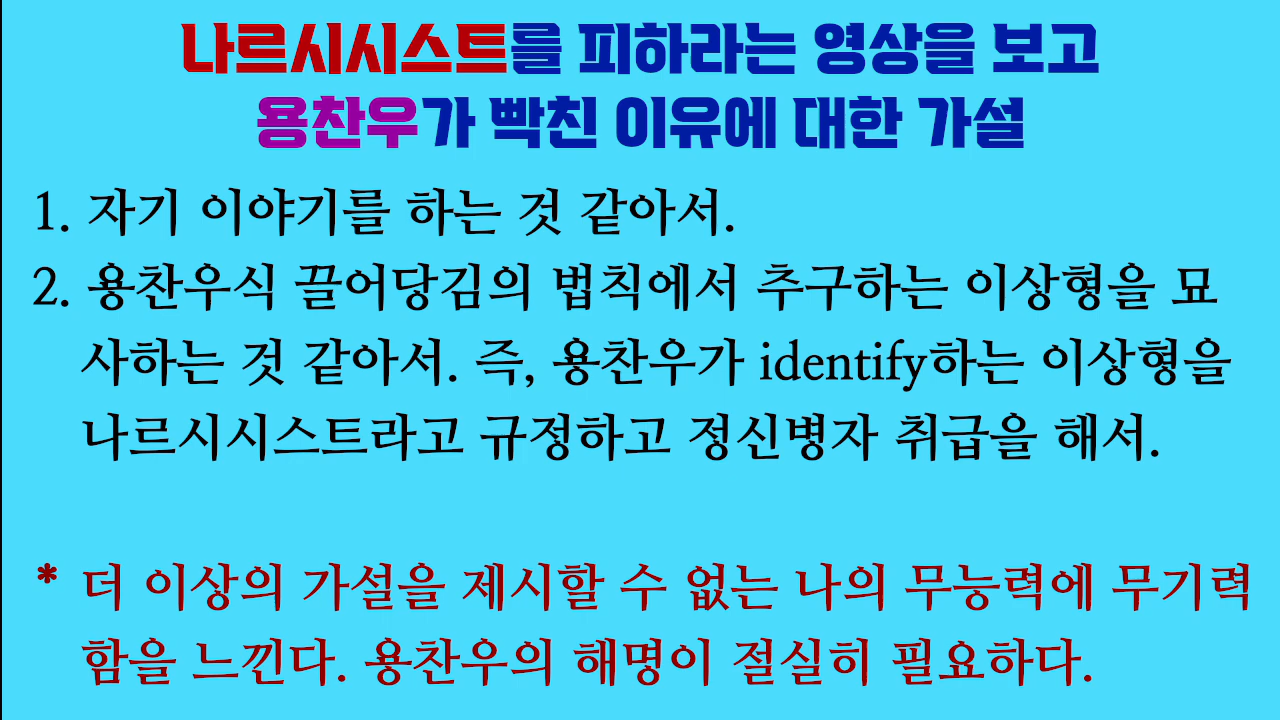 나르시시스트를 피하라는 영상을 보고
용찬우가 빡친 이유에 대한 가설
1. 자기 이야기를 하는 것 같아서.
2. 용찬우식 끌어당김의 법칙에서 추구하는 이상형을 묘
사하는 것 같아서. 즉, 용찬우가 identify하는 이상형을
나르시시스트라고 규정하고 정신병자 취급을 해서.
* 더 이상의 가설을 제시할 수 없는 나의 무능력에 무기력
함을 느낀다. 용찬우의 해명이 절실히 필요하다.